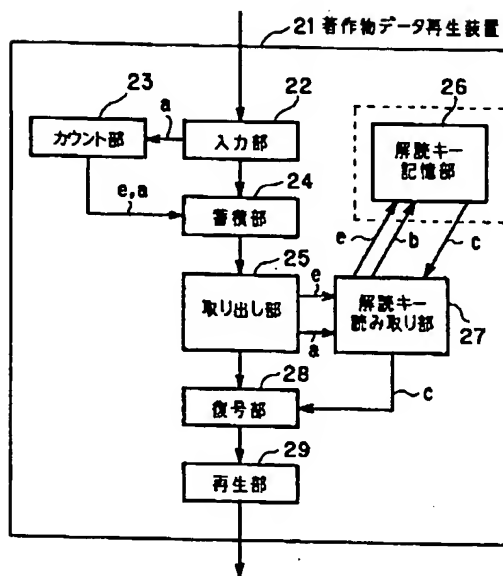 21 著作物データ再生装置
23
カウント部
a
22
入力部
26
解読キー
記憶部
e,a
24
蓄積部
e
b
c
25
取り出し部
e
a
解読キー
読み取り部
27
28
復号部
c
29
再生部